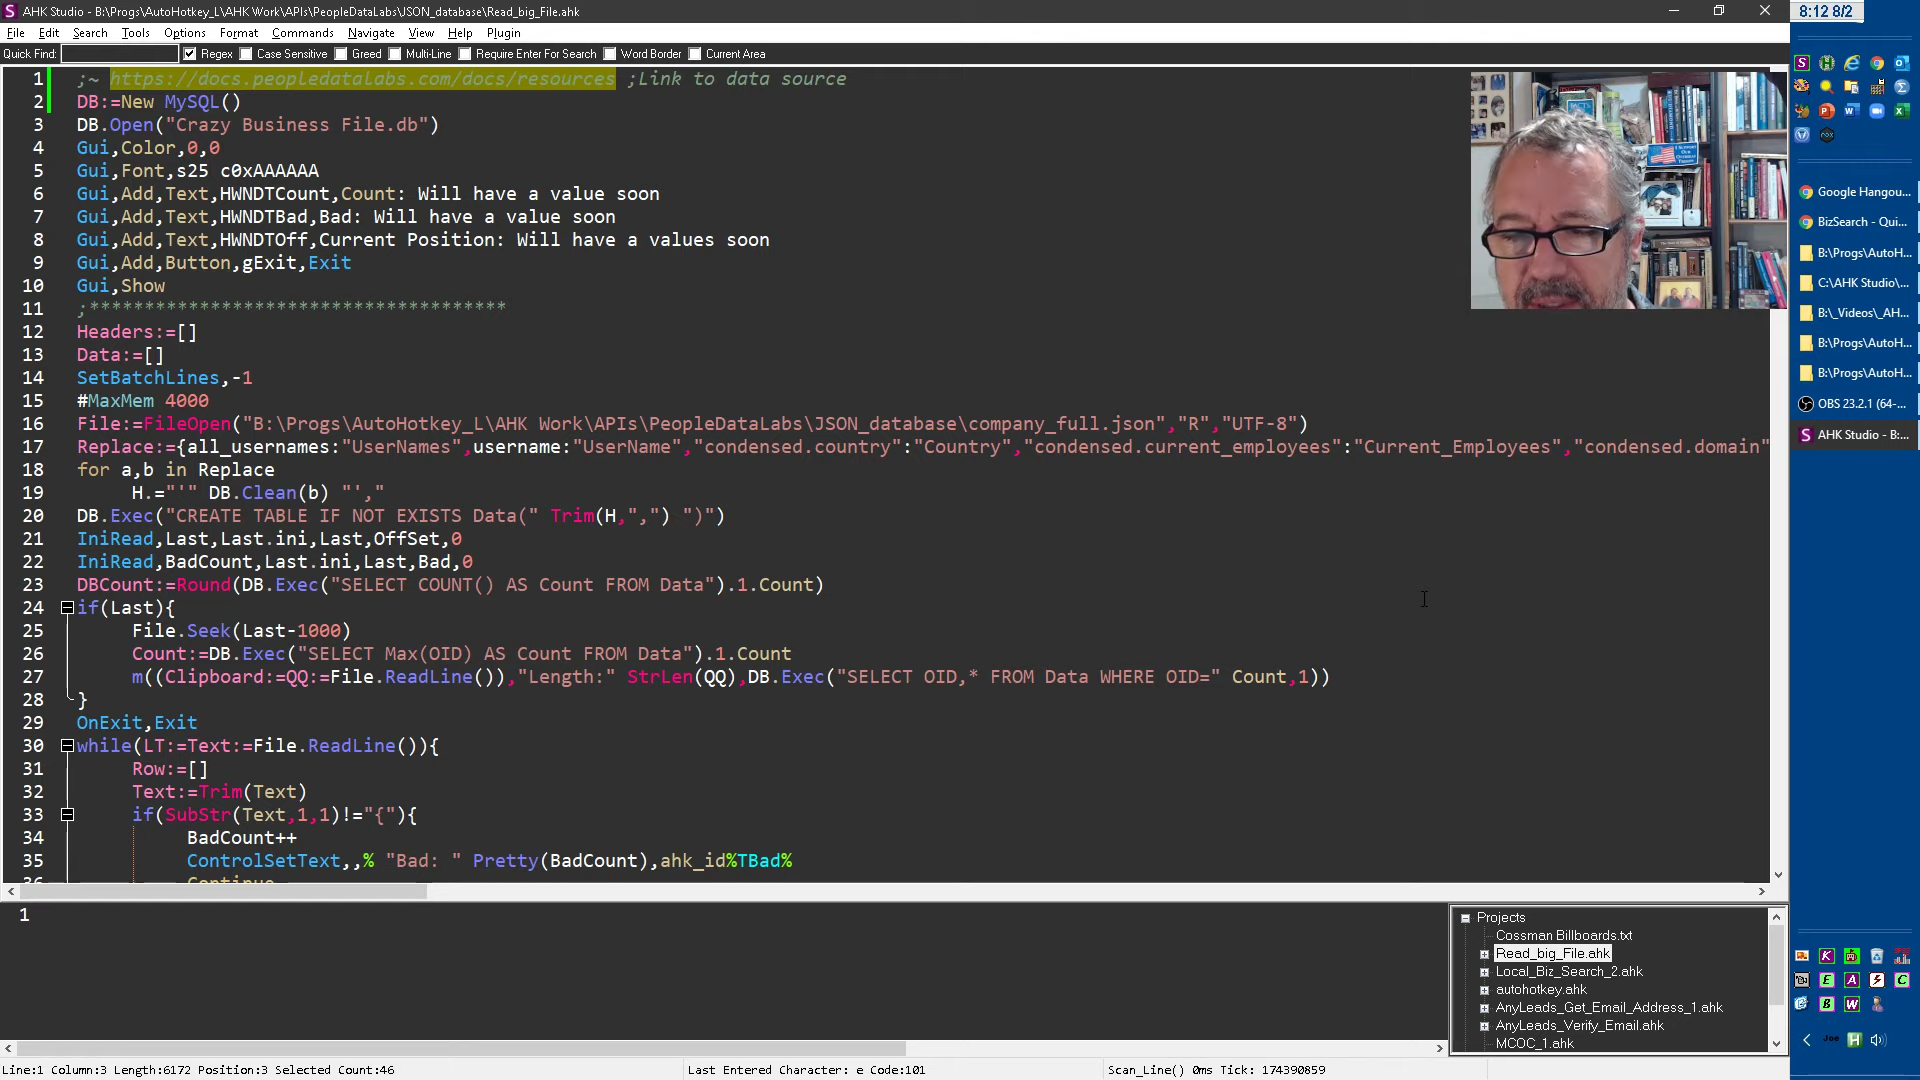 AHK Studio - B:\Progs\AutoHotkey_L\AHK Work\APIs\PeopleDataLabs\JSON_database\Read_big_File.ahk
8:12 8/2
File Edit Search Tools Options Format Commands Navigate View Help Plugin
Quick Find: Regex Case Sensitive Greed Multi-Line Require Enter For Search Word Border Current Area
1 ;~ https://docs.peopledatalabs.com/docs/resources ;Link to data source
2 DB:=New MySQL()
3 DB.Open("Crazy Business File.db")
4 Gui,Color,0,0
5 Gui,Font,s25 c0xAAAAAA
6 Gui,Add,Text,HWNDTCount,Count: Will have a value soon
7 Gui,Add,Text,HWNDTBad,Bad: Will have a value soon
8 Gui,Add,Text,HWNDTOff,Current Position: Will have a values soon
9 Gui,Add,Button,gExit,Exit
10 Gui,Show
11 ;**************************************
12 Headers:=[]
13 Data:=[]
14 SetBatchLines,-1
15 #MaxMem 4000
16 File:=FileOpen("B:\Progs\AutoHotkey_L\AHK Work\APIs\PeopleDataLabs\JSON_database\company_full.json","R","UTF-8")
17 Replace:={all_usernames:"UserNames",username:"UserName","condensed.country":"Country","condensed.current_employees":"Current_Employees","condensed.domain"
18 for a,b in Replace
19 H.="'" DB.Clean(b) "',"
20 DB.Exec("CREATE TABLE IF NOT EXISTS Data(" Trim(H,",") ")")
21 IniRead,Last,Last.ini,Last,OffSet,0
22 IniRead,BadCount,Last.ini,Last,Bad,0
23 DBCount:=Round(DB.Exec("SELECT COUNT() AS Count FROM Data").1.Count)
24 if(Last){
25 File.Seek(Last-1000)
26 Count:=DB.Exec("SELECT Max(OID) AS Count FROM Data").1.Count
27 m((Clipboard:=QQ:=File.ReadLine()),"Length:" StrLen(QQ),DB.Exec("SELECT OID,* FROM Data WHERE OID=" Count,1))
28 }
29 OnExit,Exit
30 while(LT:=Text:=File.ReadLine()){
31 Row:=[]
32 Text:=Trim(Text)
33 if(SubStr(Text,1,1)!="{"){
34 BadCount++
35 ControlSetText,,% "Bad: " Pretty(BadCount),ahk_id%TBad%
36 Continue
1
Projects
Cossman Billboards.txt
Read_big_File.ahk
Local_Biz_Search_2.ahk
autohotkey.ahk
AnyLeads_Get_Email_Address_1.ahk
AnyLeads_Verify_Email.ahk
MCOC_1.ahk
Line:1 Column:3 Length:6172 Position:3 Selected Count:46
Last Entered Character: e Code:101
Scan_Line() 0ms Tick: 174390859
Google Hangou...
BizSearch - Qui...
B:\Progs\AutoH...
C:\AHK Studio\...
B:\_Videos\_AH...
B:\Progs\AutoH...
B:\Progs\AutoH...
OBS 23.2.1 (64-...
AHK Studio - B:...
Joe